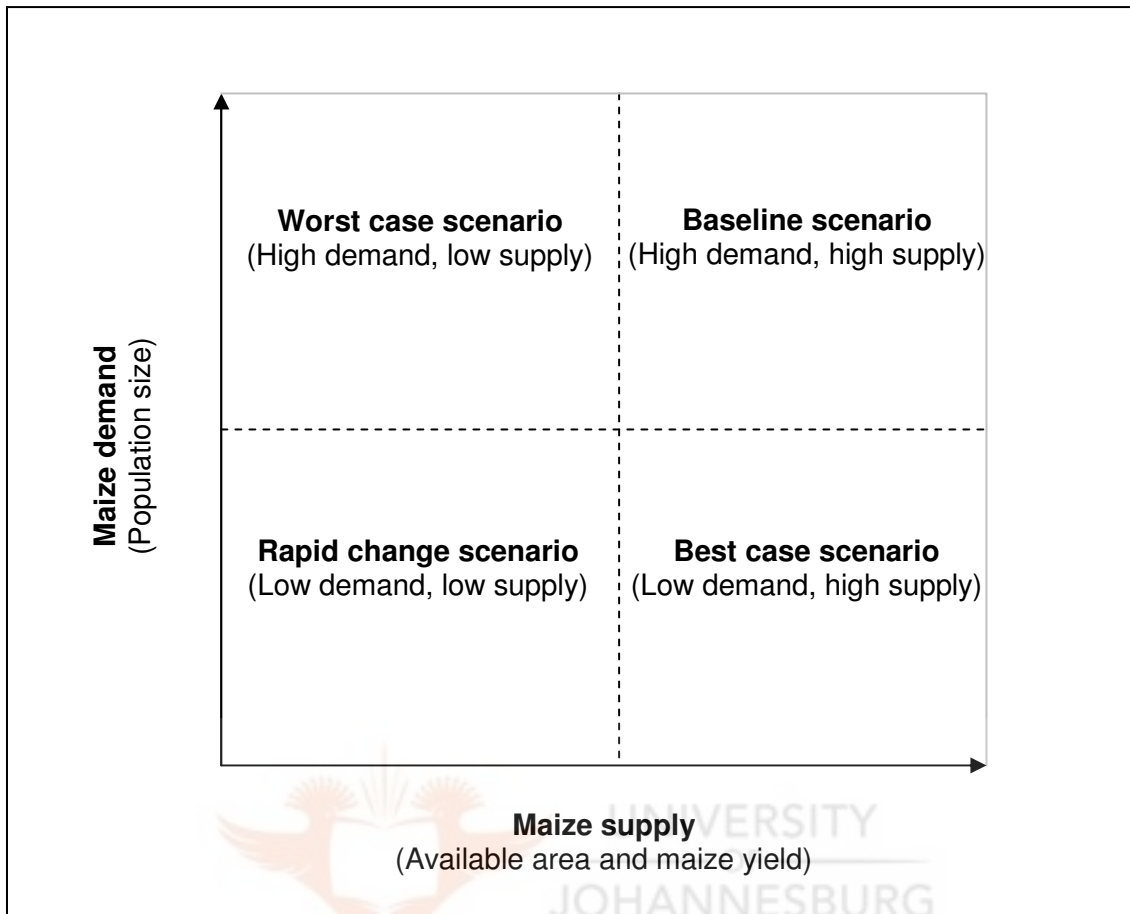 Worst case scenario
(High demand, low supply)
Baseline scenario
(High demand, high supply)
Maize demand
(Population size)
Rapid change scenario
(Low demand, low supply)
Best case scenario
(Low demand, high supply)
Maize supply
(Available area and maize yield)
UNIVERSITY
OF
JOHANNESBURG